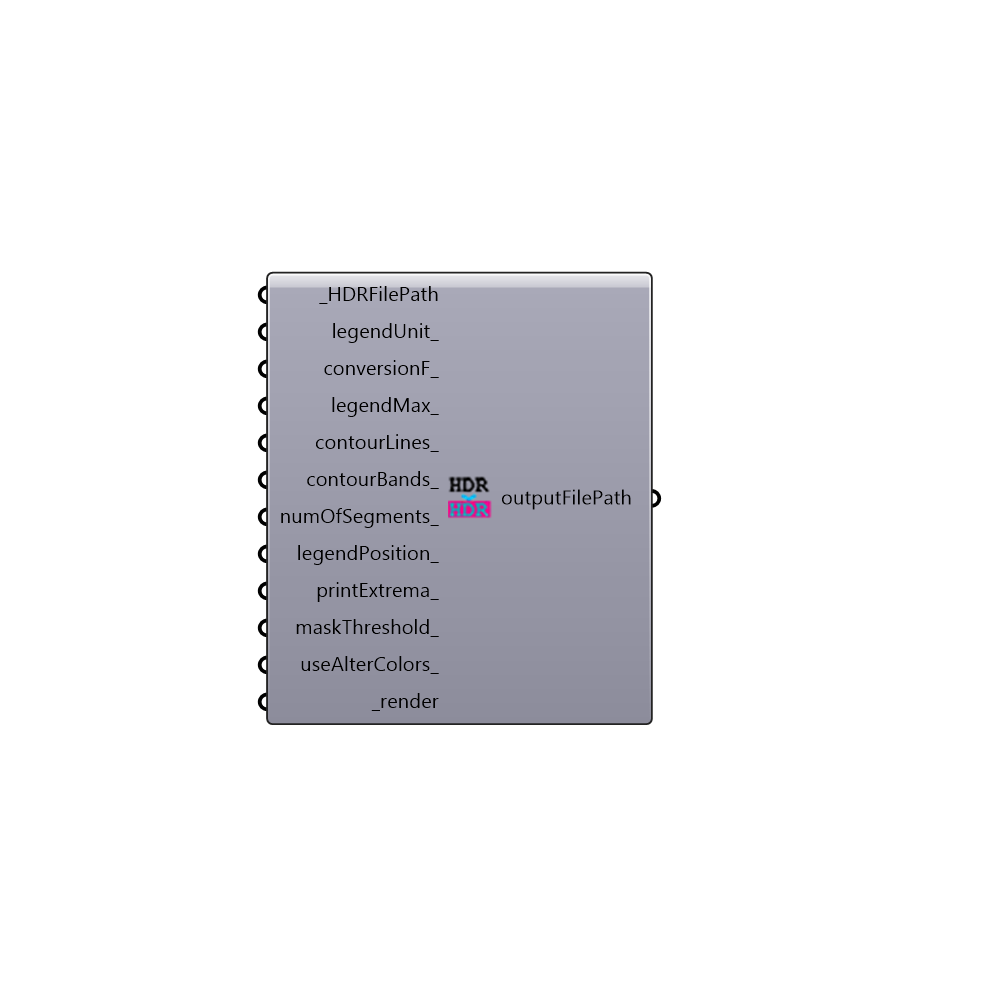 _HDRFilePath
legendUnit_
conversionF_
legendMax_
contourLines_
contourBands_
numOfSegments_
legendPosition_
printExtrema_
maskThreshold_
useAlterColors_
_render
HDR
HDR
outputFilePath